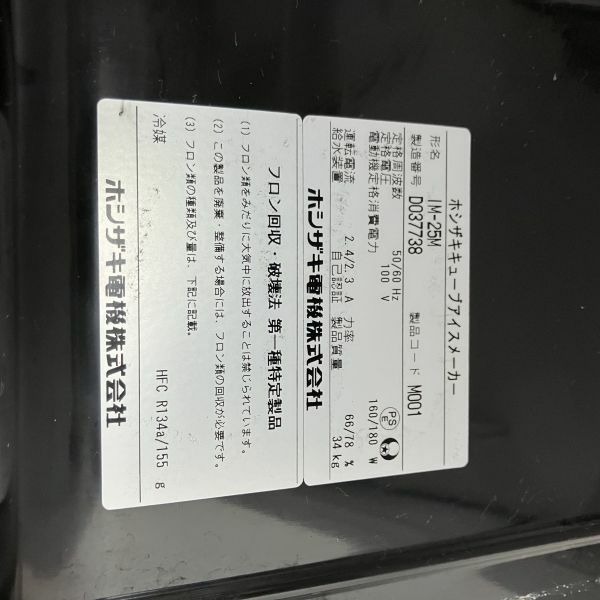 ホシザキキューブアイスメーカー
形名 IM-25M
製造番号 D037738 製品コード M001
定格周波数 50/60 Hz
定格電圧 100 V
電動機定格消費電力 160/180 W
PS E
運転電流 2.4/2.3 A 力率 66/78 %
給水装置 自己認証 製品質量 34 kg
ホシザキ電機株式会社
フロン回収・破壊法 第一種特定製品
(1) フロン類をみだりに大気中に放出することは禁じられています。
(2) この製品を廃棄・整備する場合には、フロン類の回収が必要です。
(3) フロン類の種類及び量は、下記に記載。
冷媒 HFC R134a/155 g
ホシザキ電機株式会社